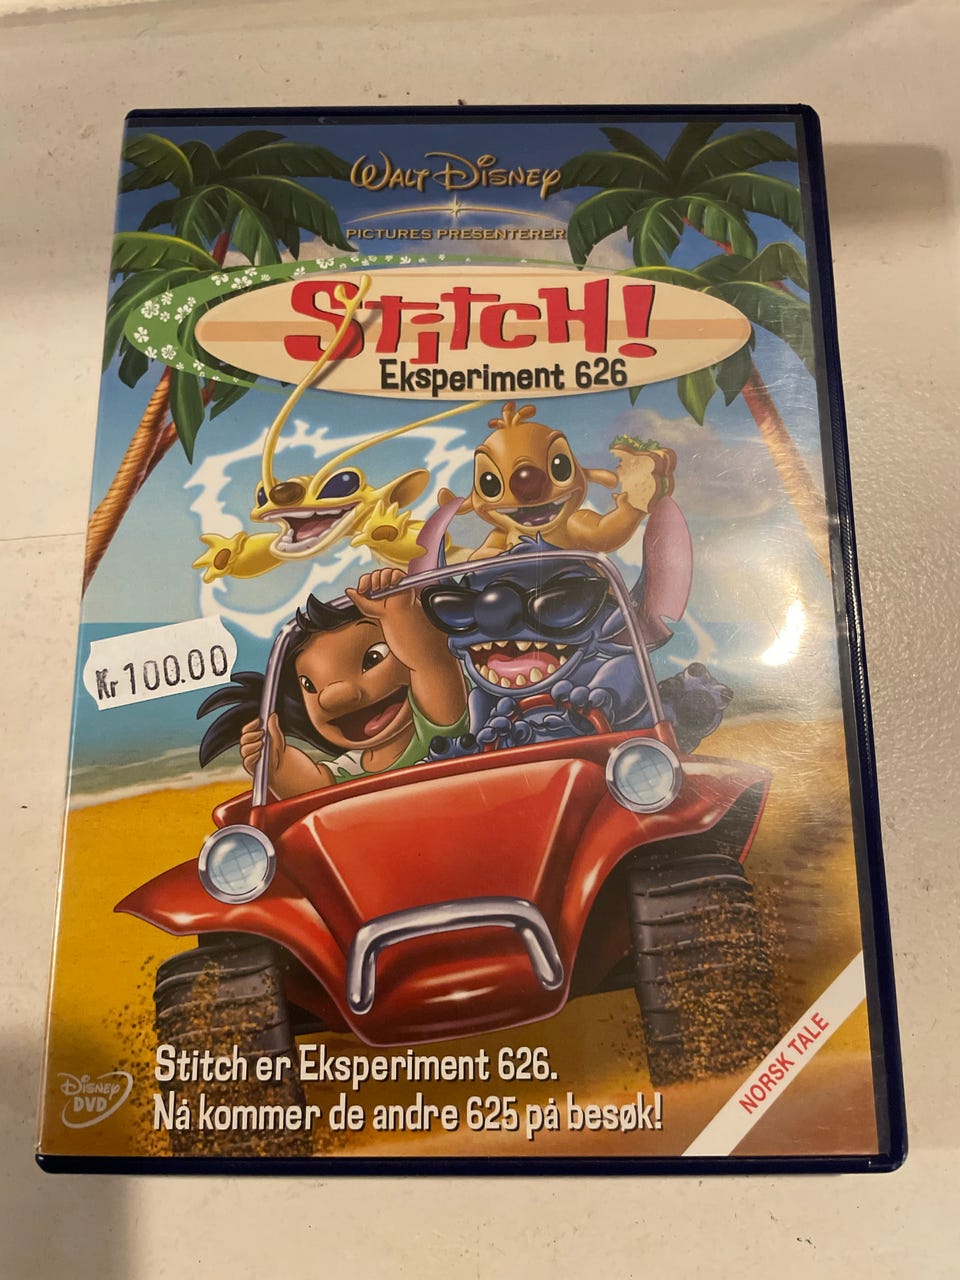 Walt Disney
PICTURES PRESENTERER
Stitch!
Eksperiment 626
Kr 100.00
Stitch er Eksperiment 626.
Nå kommer de andre 625 på besøk!
Disney
DVD
NORSK TALE